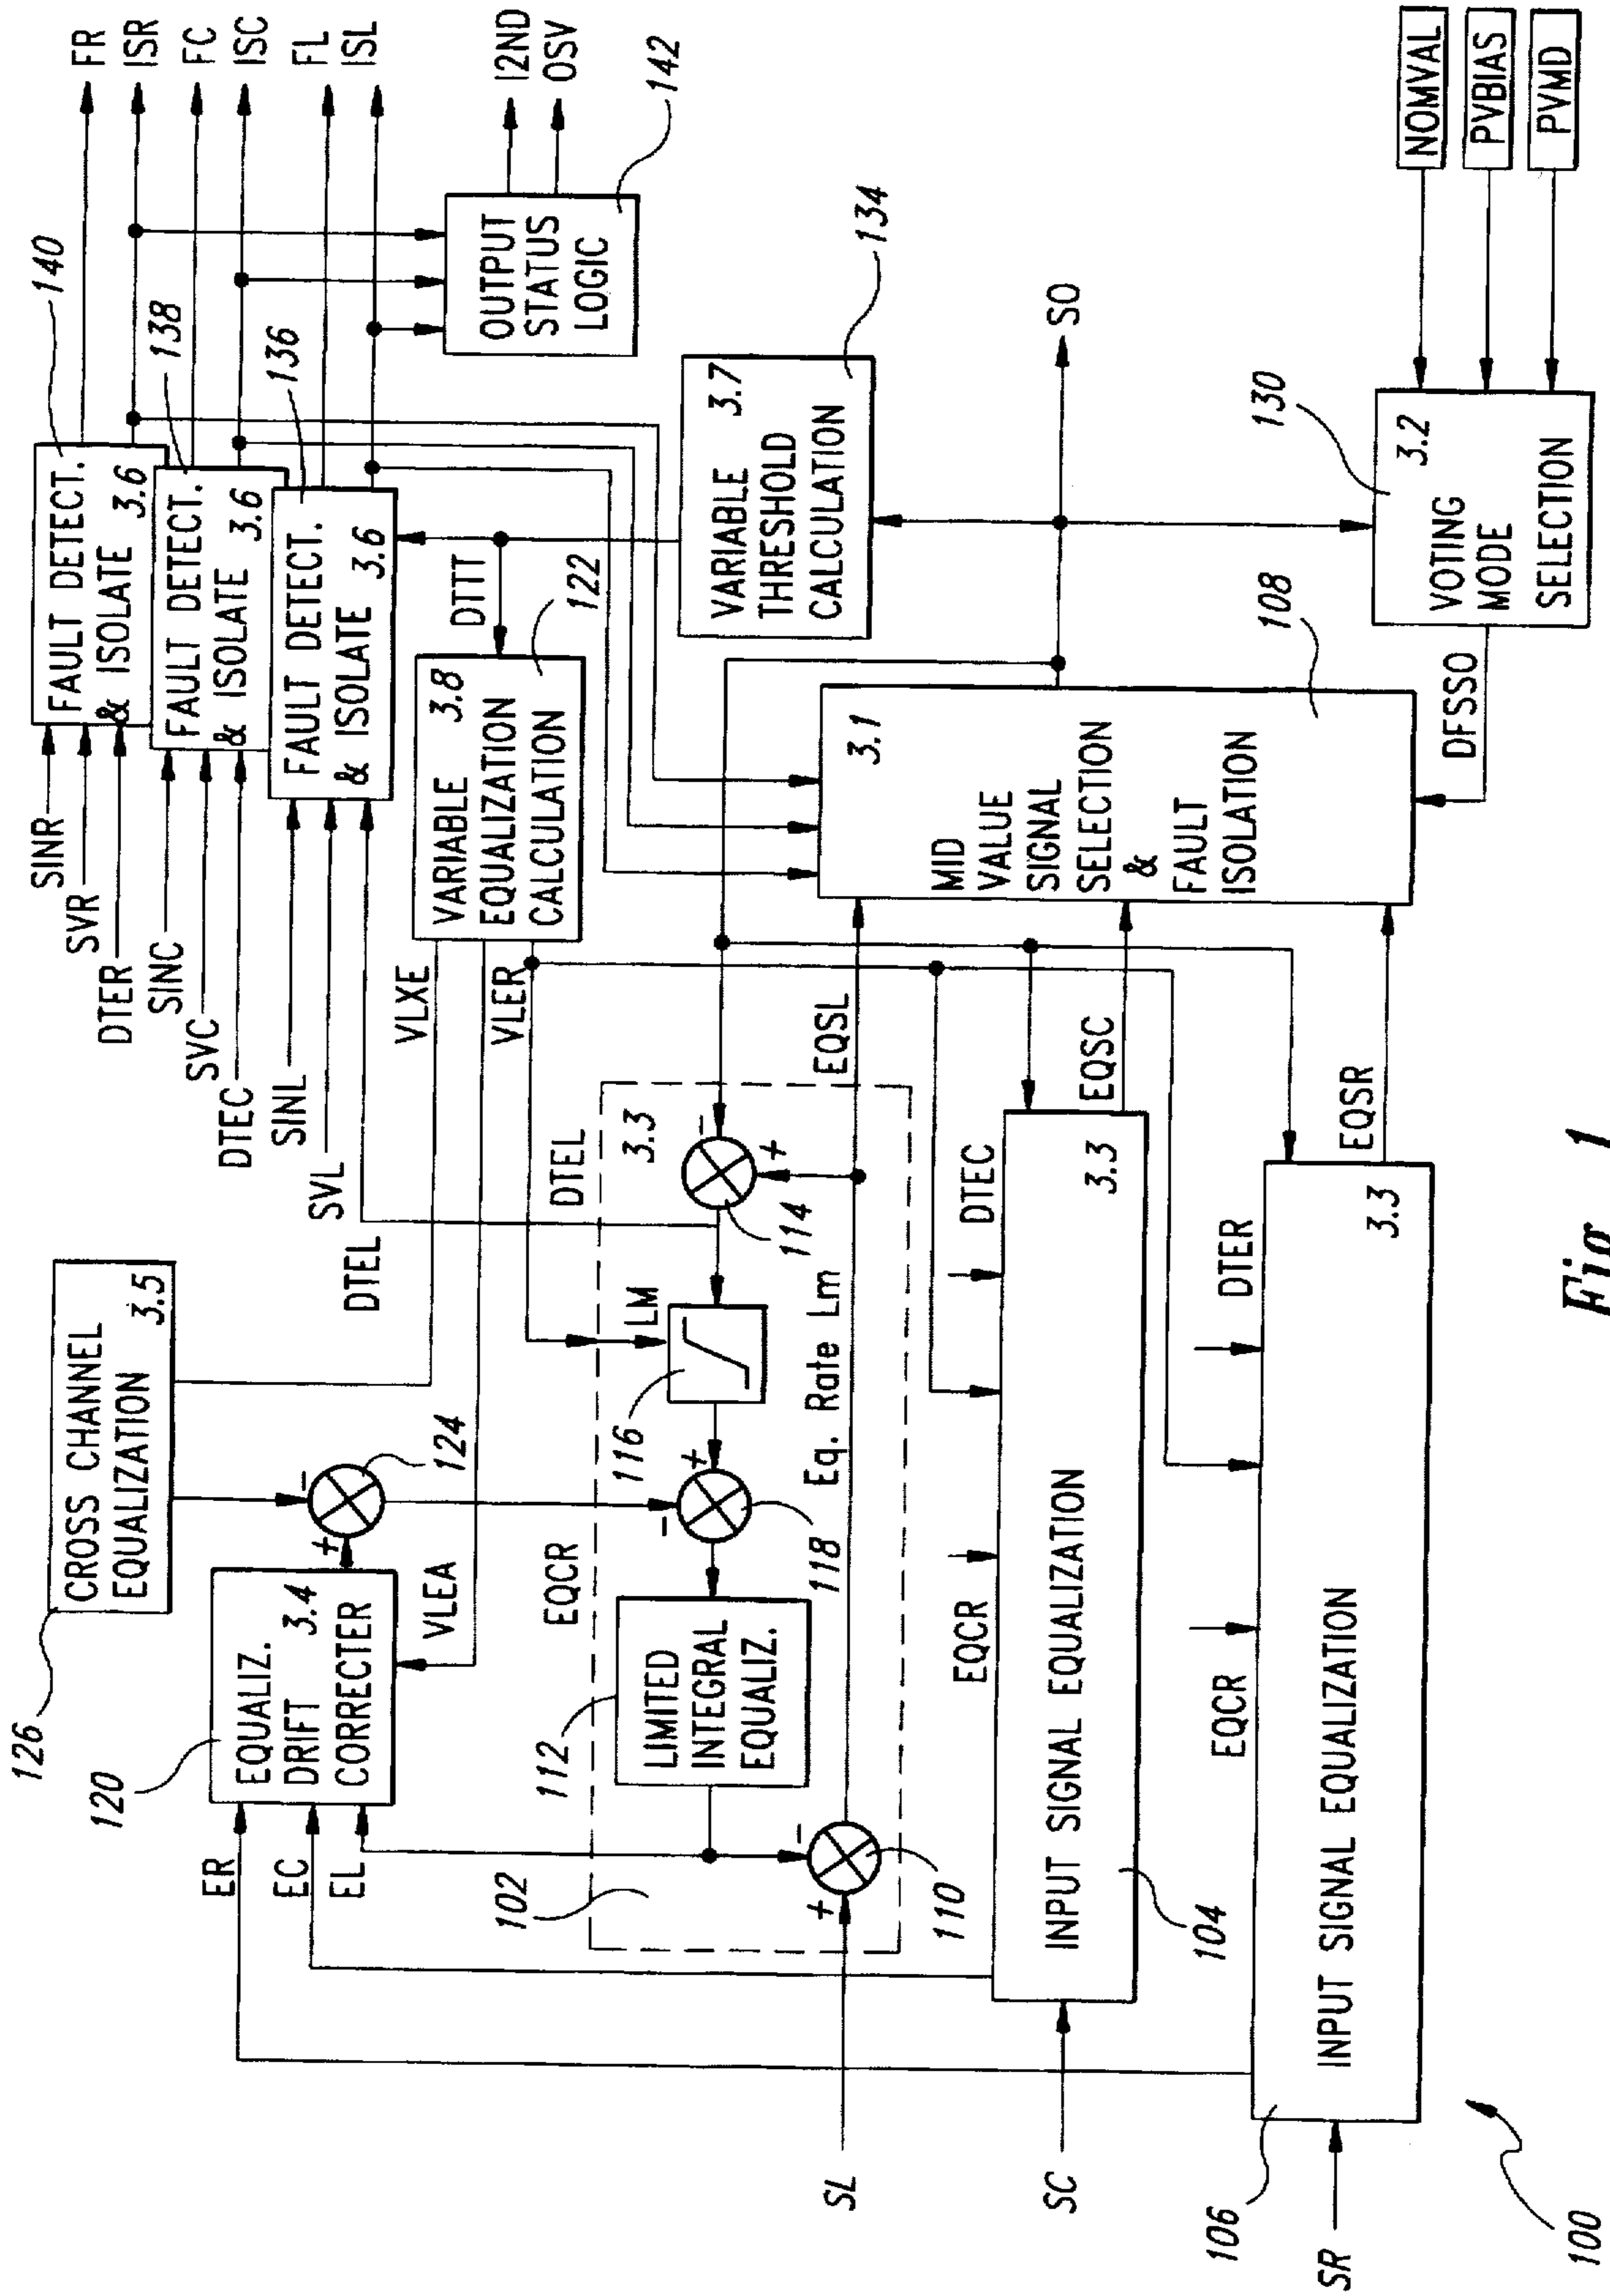 126
CROSS CHANNEL
EQUALIZATION
3.5
120
EQUALIZ.
DRIFT
3.4
CORRECTER
ER
EC
EL
124
-
+
VLEA
VLXE
VLER
DTEL
SINR
SVR
DTER
SINC
SVC
DTEC
SINL
SVL
140
FAULT DETECT.
& ISOLATE
3.6
138
FAULT DETECT.
& ISOLATE
3.6
136
FAULT DETECT.
& ISOLATE
3.6
FR
ISR
FC
ISC
FL
ISL
OUTPUT
STATUS
LOGIC
142
I2ND
OSV
DTTT
VARIABLE
3.8
EQUALIZATION
CALCULATION
122
VARIABLE
3.7
THRESHOLD
CALCULATION
134
102
EQCR
112
LIMITED
INTEGRAL
EQUALIZ.
-
+
118
116
LM
DTEL
3.3
-
+
114
Eq. Rate Lm
+
-
110
SL
EQSL
MID
3.1
VALUE
SIGNAL
SELECTION
&
FAULT
ISOLATION
108
SO
SC
EQCR
DTEC
INPUT SIGNAL EQUALIZATION
3.3
104
EQSC
SR
106
EQCR
DTER
INPUT SIGNAL EQUALIZATION
3.3
EQSR
DFSSO
130
VOTING
3.2
MODE
SELECTION
NOMVAL
PVBIAS
PVMD
100
Fig. 1